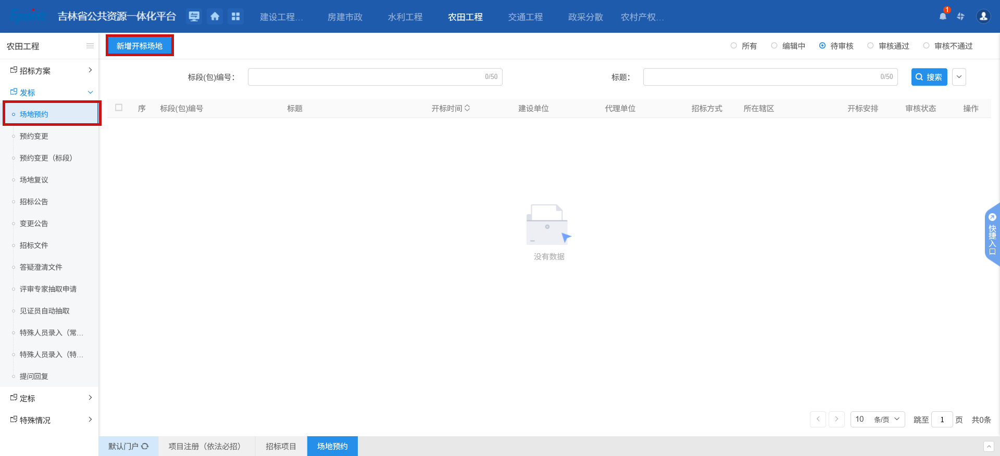 Epoint 吉林省公共资源一体化平台 建设工程... 房建市政 水利工程 农田工程 交通工程 政采分散 农村产权... 1
农田工程
招标方案
发标
场地预约
预约变更
预约变更（标段）
场地复议
招标公告
变更公告
招标文件
答疑澄清文件
评审专家抽取申请
见证员自动抽取
特殊人员录入（常...
特殊人员录入（特...
提问回复
定标
特殊情况
新增开标场地 所有 编辑中 待审核 审核通过 审核不通过
标段(包)编号： 0/50 标题： 0/50 搜索
序 标段(包)编号 标题 开标时间 建设单位 代理单位 招标方式 所在辖区 开标安排 审核状态 操作
没有数据
快捷入口
10 条/页 跳至 1 页 共0条
默认门户 项目注册（依法必招） 招标项目 场地预约